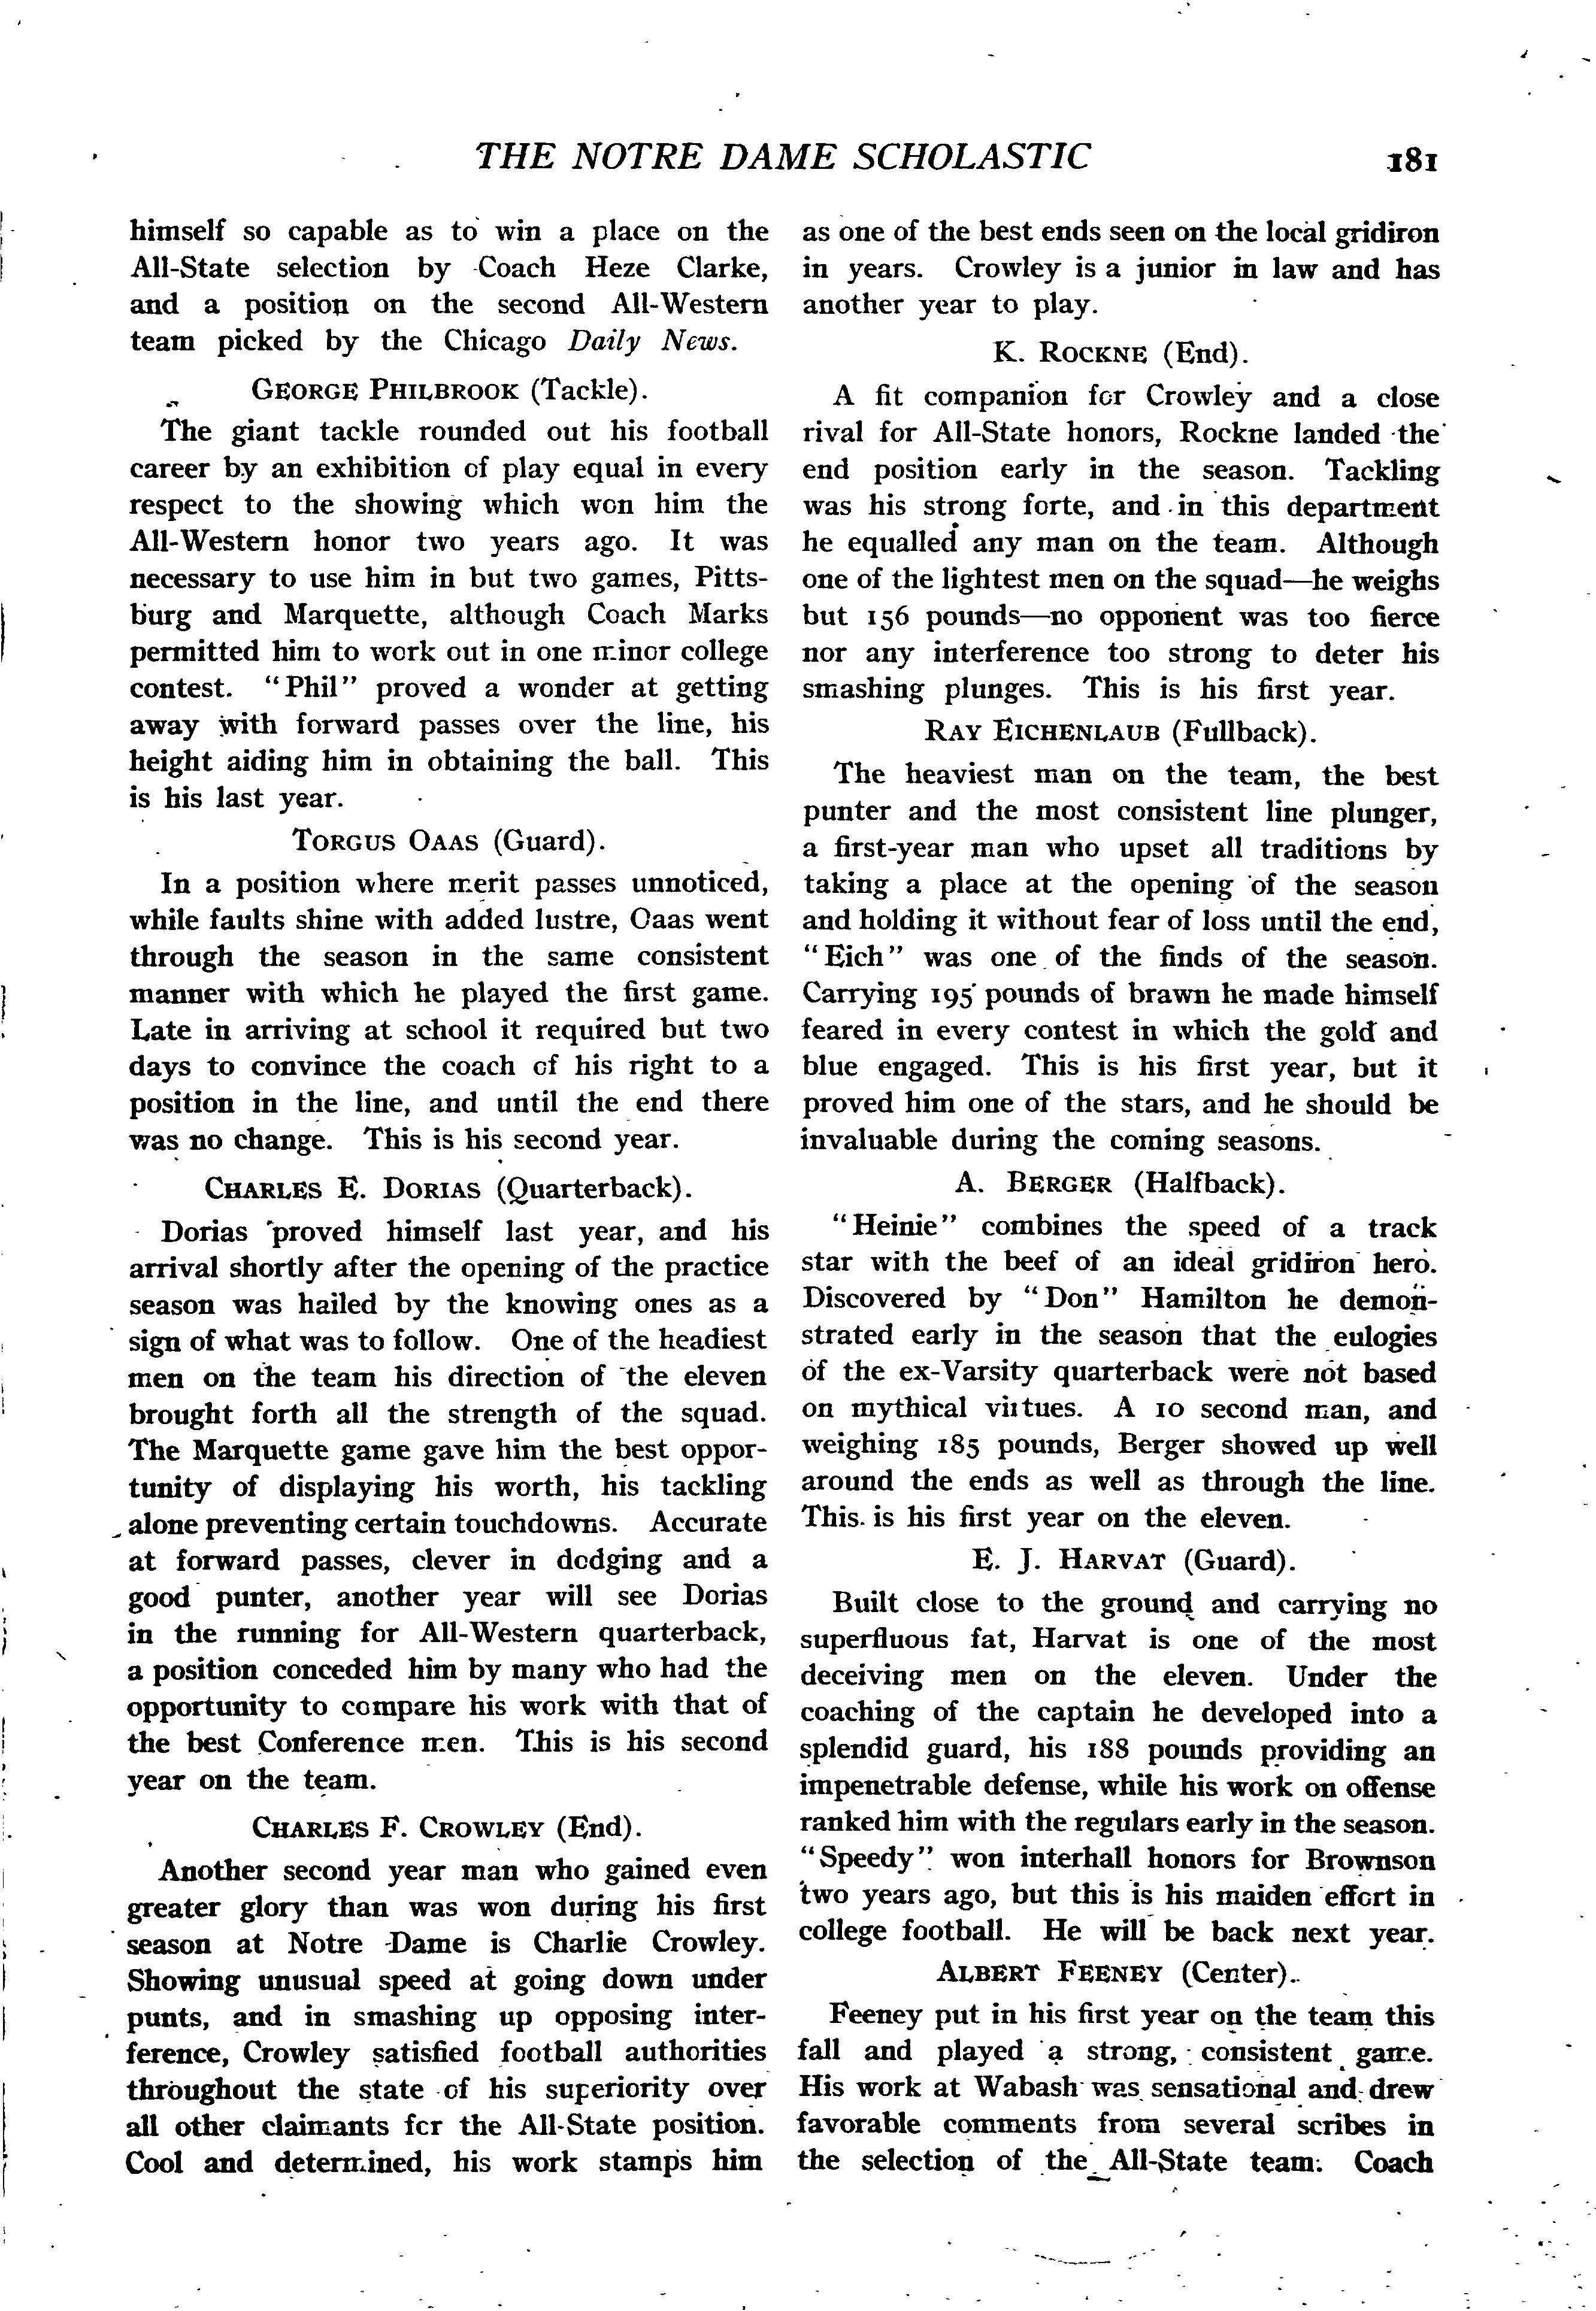 THE NOTRE DAME SCHOLASTIC 181
himself so capable as to win a place on the
All-State selection by Coach Heze Clarke,
and a position on the second All-Western
team picked by the Chicago Daily News.
GEORGE PHILBROOK (Tackle).
The giant tackle rounded out his football
career by an exhibition of play equal in every
respect to the showing which won him the
All-Western honor two years ago. It was
necessary to use him in but two games, Pitts-
burg and Marquette, although Coach Marks
permitted him to work out in one minor college
contest. "Phil" proved a wonder at getting
away with forward passes over the line, his
height aiding him in obtaining the ball. This
is his last year.
TORGUS OAAS (Guard).
In a position where merit passes unnoticed,
while faults shine with added lustre, Oaas went
through the season in the same consistent
manner with which he played the first game.
Late in arriving at school it required but two
days to convince the coach of his right to a
position in the line, and until the end there
was no change. This is his second year.
CHARLES E. DORIAS (Quarterback).
Dorias proved himself last year, and his
arrival shortly after the opening of the practice
season was hailed by the knowing ones as a
sign of what was to follow. One of the headiest
men on the team his direction of the eleven
brought forth all the strength of the squad.
The Marquette game gave him the best oppor-
tunity of displaying his worth, his tackling
alone preventing certain touchdowns. Accurate
at forward passes, clever in dodging and a
good punter, another year will see Dorias
in the running for All-Western quarterback,
a position conceded him by many who had the
opportunity to compare his work with that of
the best Conference men. This is his second
year on the team.
CHARLES F. CROWLEY (End).
Another second year man who gained even
greater glory than was won during his first
season at Notre Dame is Charlie Crowley.
Showing unusual speed at going down under
punts, and in smashing up opposing inter-
ference, Crowley satisfied football authorities
throughout the state of his superiority over
all other claimants for the All-State position.
Cool and determined, his work stamps him
as one of the best ends seen on the local gridiron
in years. Crowley is a junior in law and has
another year to play.
K. ROCKNE (End).
A fit companion for Crowley and a close
rival for All-State honors, Rockne landed the
end position early in the season. Tackling
was his strong forte, and in this department
he equalled any man on the team. Although
one of the lightest men on the squad—he weighs
but 156 pounds—no opponent was too fierce
nor any interference too strong to deter his
smashing plunges. This is his first year.
RAY EICHENLAUB (Fullback).
The heaviest man on the team, the best
punter and the most consistent line plunger,
a first-year man who upset all traditions by
taking a place at the opening of the season
and holding it without fear of loss until the end,
"Eich" was one of the finds of the season.
Carrying 195 pounds of brawn he made himself
feared in every contest in which the gold and
blue engaged. This is his first year, but it
proved him one of the stars, and he should be
invaluable during the coming seasons.
A. BERGER (Halfback).
"Heinie" combines the speed of a track
star with the beef of an ideal gridiron hero.
Discovered by "Don" Hamilton he demon-
strated early in the season that the eulogies
of the ex-Varsity quarterback were not based
on mythical virtues. A 10 second man, and
weighing 185 pounds, Berger showed up well
around the ends as well as through the line.
This is his first year on the eleven.
E. J. HARVAT (Guard).
Built close to the ground and carrying no
superfluous fat, Harvat is one of the most
deceiving men on the eleven. Under the
coaching of the captain he developed into a
splendid guard, his 188 pounds providing an
impenetrable defense, while his work on offense
ranked him with the regulars early in the season.
"Speedy" won interhall honors for Brownson
two years ago, but this is his maiden effort in
college football. He will be back next year.
ALBERT FEENEY (Center).
Feeney put in his first year on the team this
fall and played a strong, consistent game.
His work at Wabash was sensational and drew
favorable comments from several scribes in
the selection of the All-State team. Coach